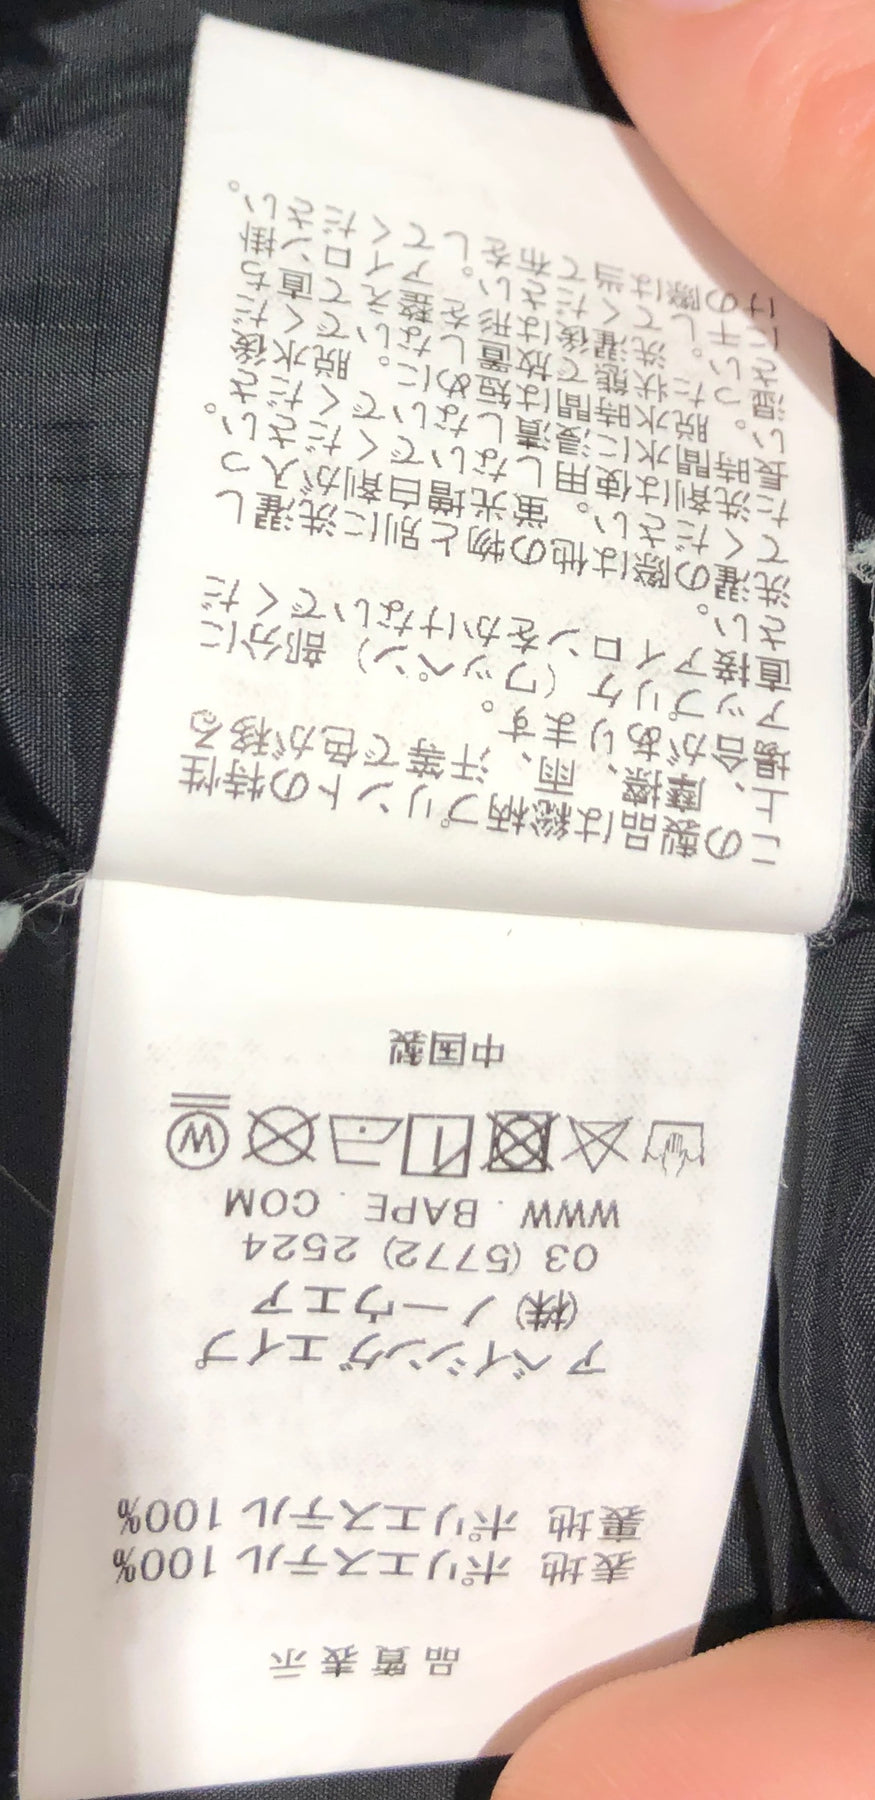 品質表示
表地 ポリエステル 100%
裏地 ポリエステル 100%
アベイシングエイプ
(株) ノーウエア
03 (5772) 2524
WWW . BAPE . COM
W
中国製
この製品は総柄プリントの特性
上、摩擦、雨、汗等で色が移る
場合があります。
アップリケ (ワッペン) 部分に
直接アイロンをかけないでくだ
さい。
洗濯の際は他の物と別に洗濯し
てください。蛍光増白剤が入っ
た洗剤は使用しないでください。
長時間水に浸漬しないでくださ
い。脱水時間は短めに。脱水後
湿った状態で放置しないでくだ
さい。洗濯後は形を整えて直ち
に干してください。アイロン掛
けの際は当て布をしてください。